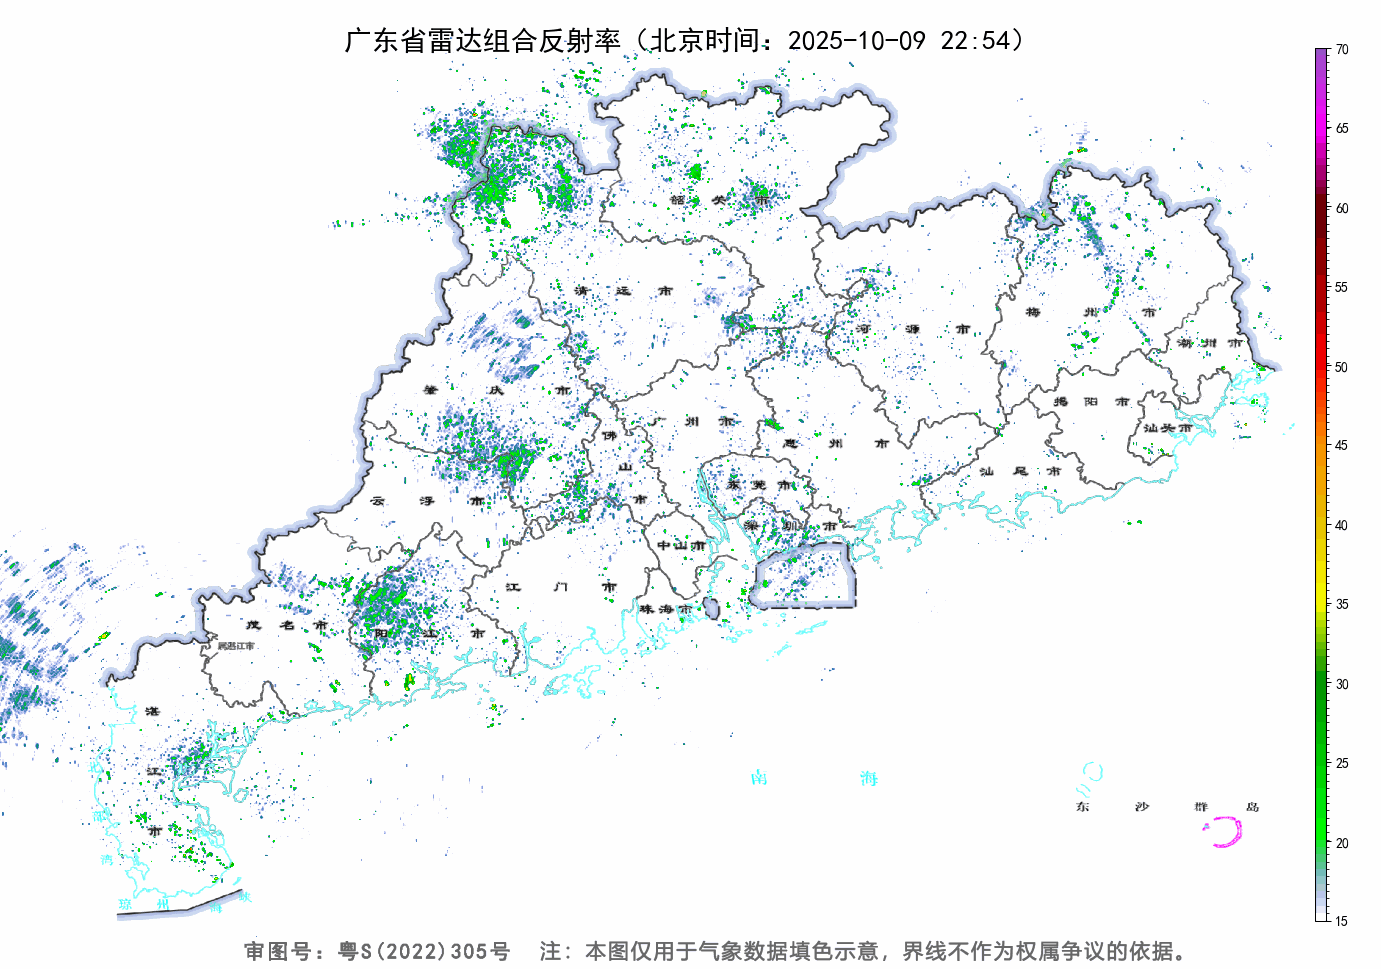 广东省雷达组合反射率（北京时间：2025-10-09 22:54）
70
65
60
55
50
45
40
35
30
25
20
15
韶关市
清远市
河源市
梅州市
潮州市
肇庆市
揭阳市
汕头市
广州市
佛山市
惠州市
汕尾市
东莞市
云浮市
深圳市
中山市
江门市
珠海市
茂名市
阳江市
属湛江市
湛江市
南海
东沙群岛
湾
琼州海峡
审图号：粤S(2022)305号 注：本图仅用于气象数据填色示意，界线不作为权属争议的依据。